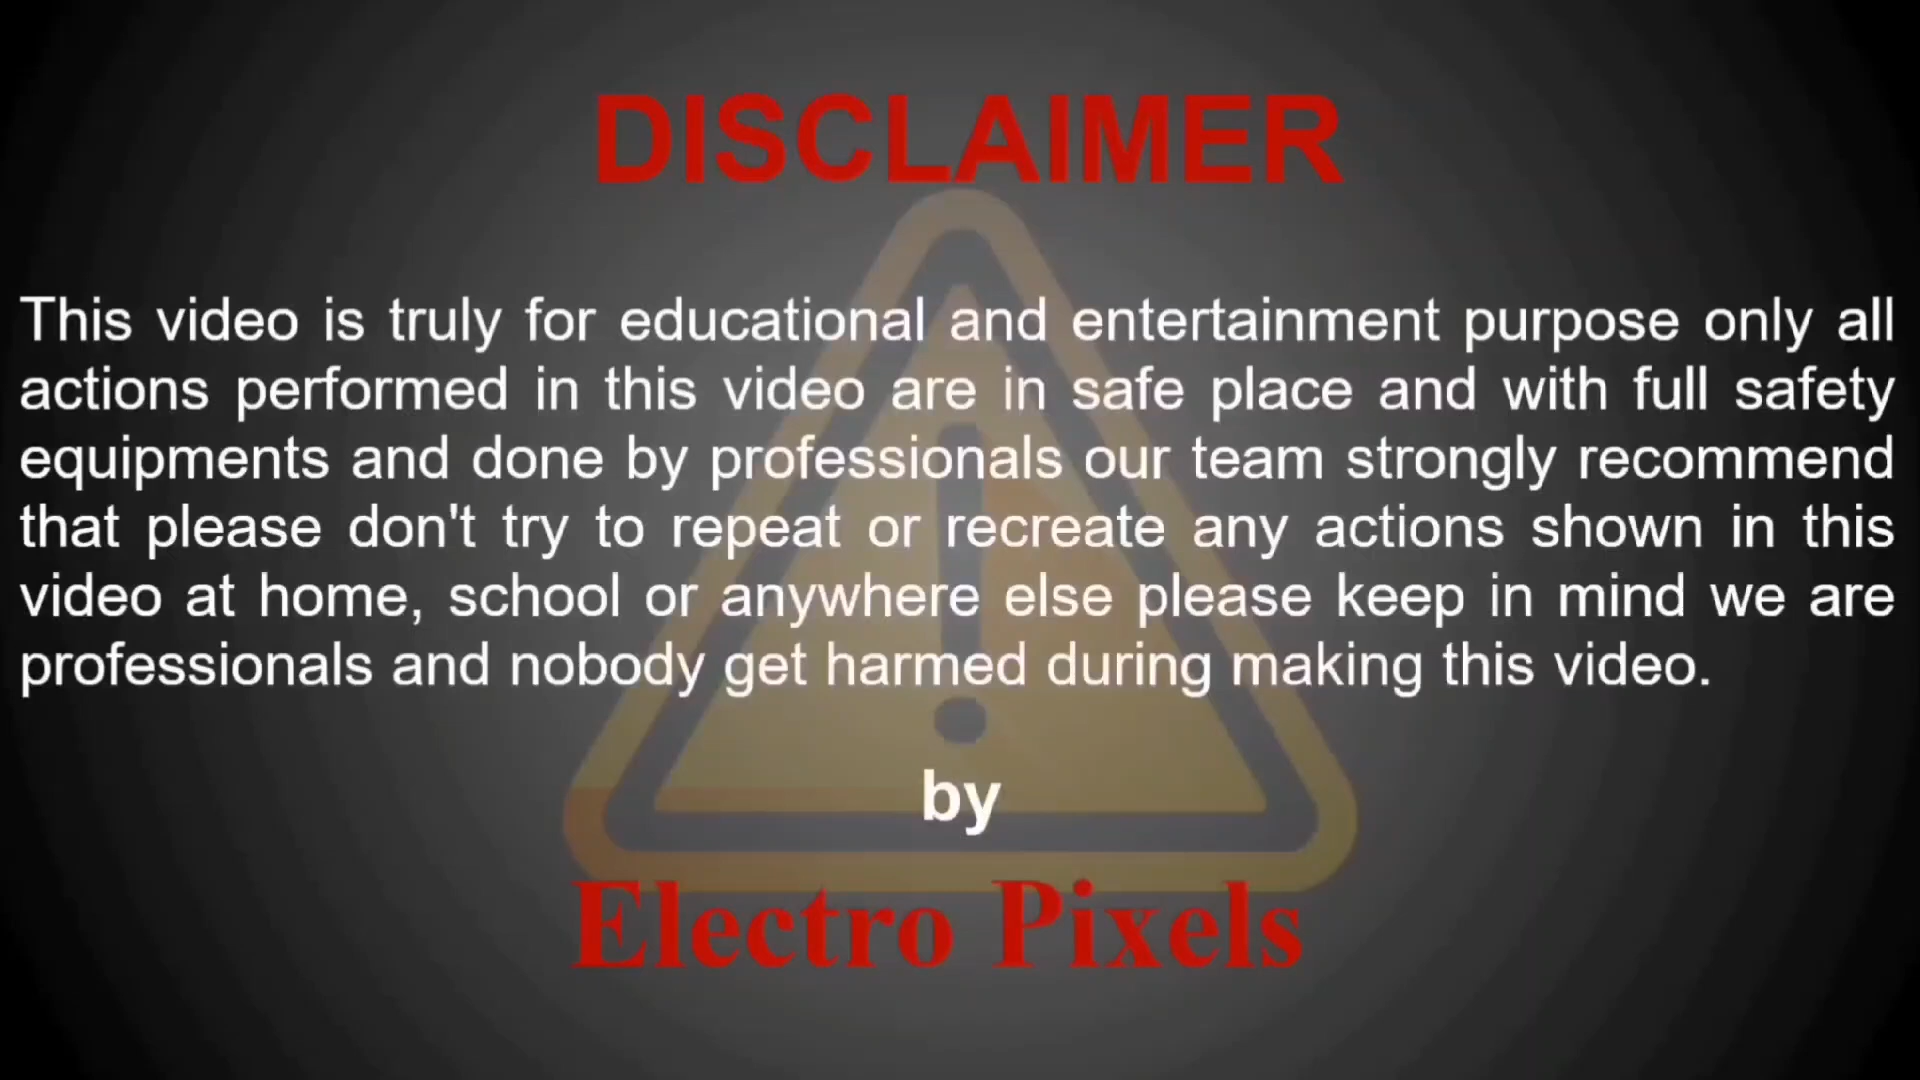 DISCLAIMER
This video is truly for educational and entertainment purpose only all
actions performed in this video are in safe place and with full safety
equipments and done by professionals our team strongly recommend
that please don't try to repeat or recreate any actions shown in this
video at home, school or anywhere else please keep in mind we are
professionals and nobody get harmed during making this video.
by
Electro Pixels